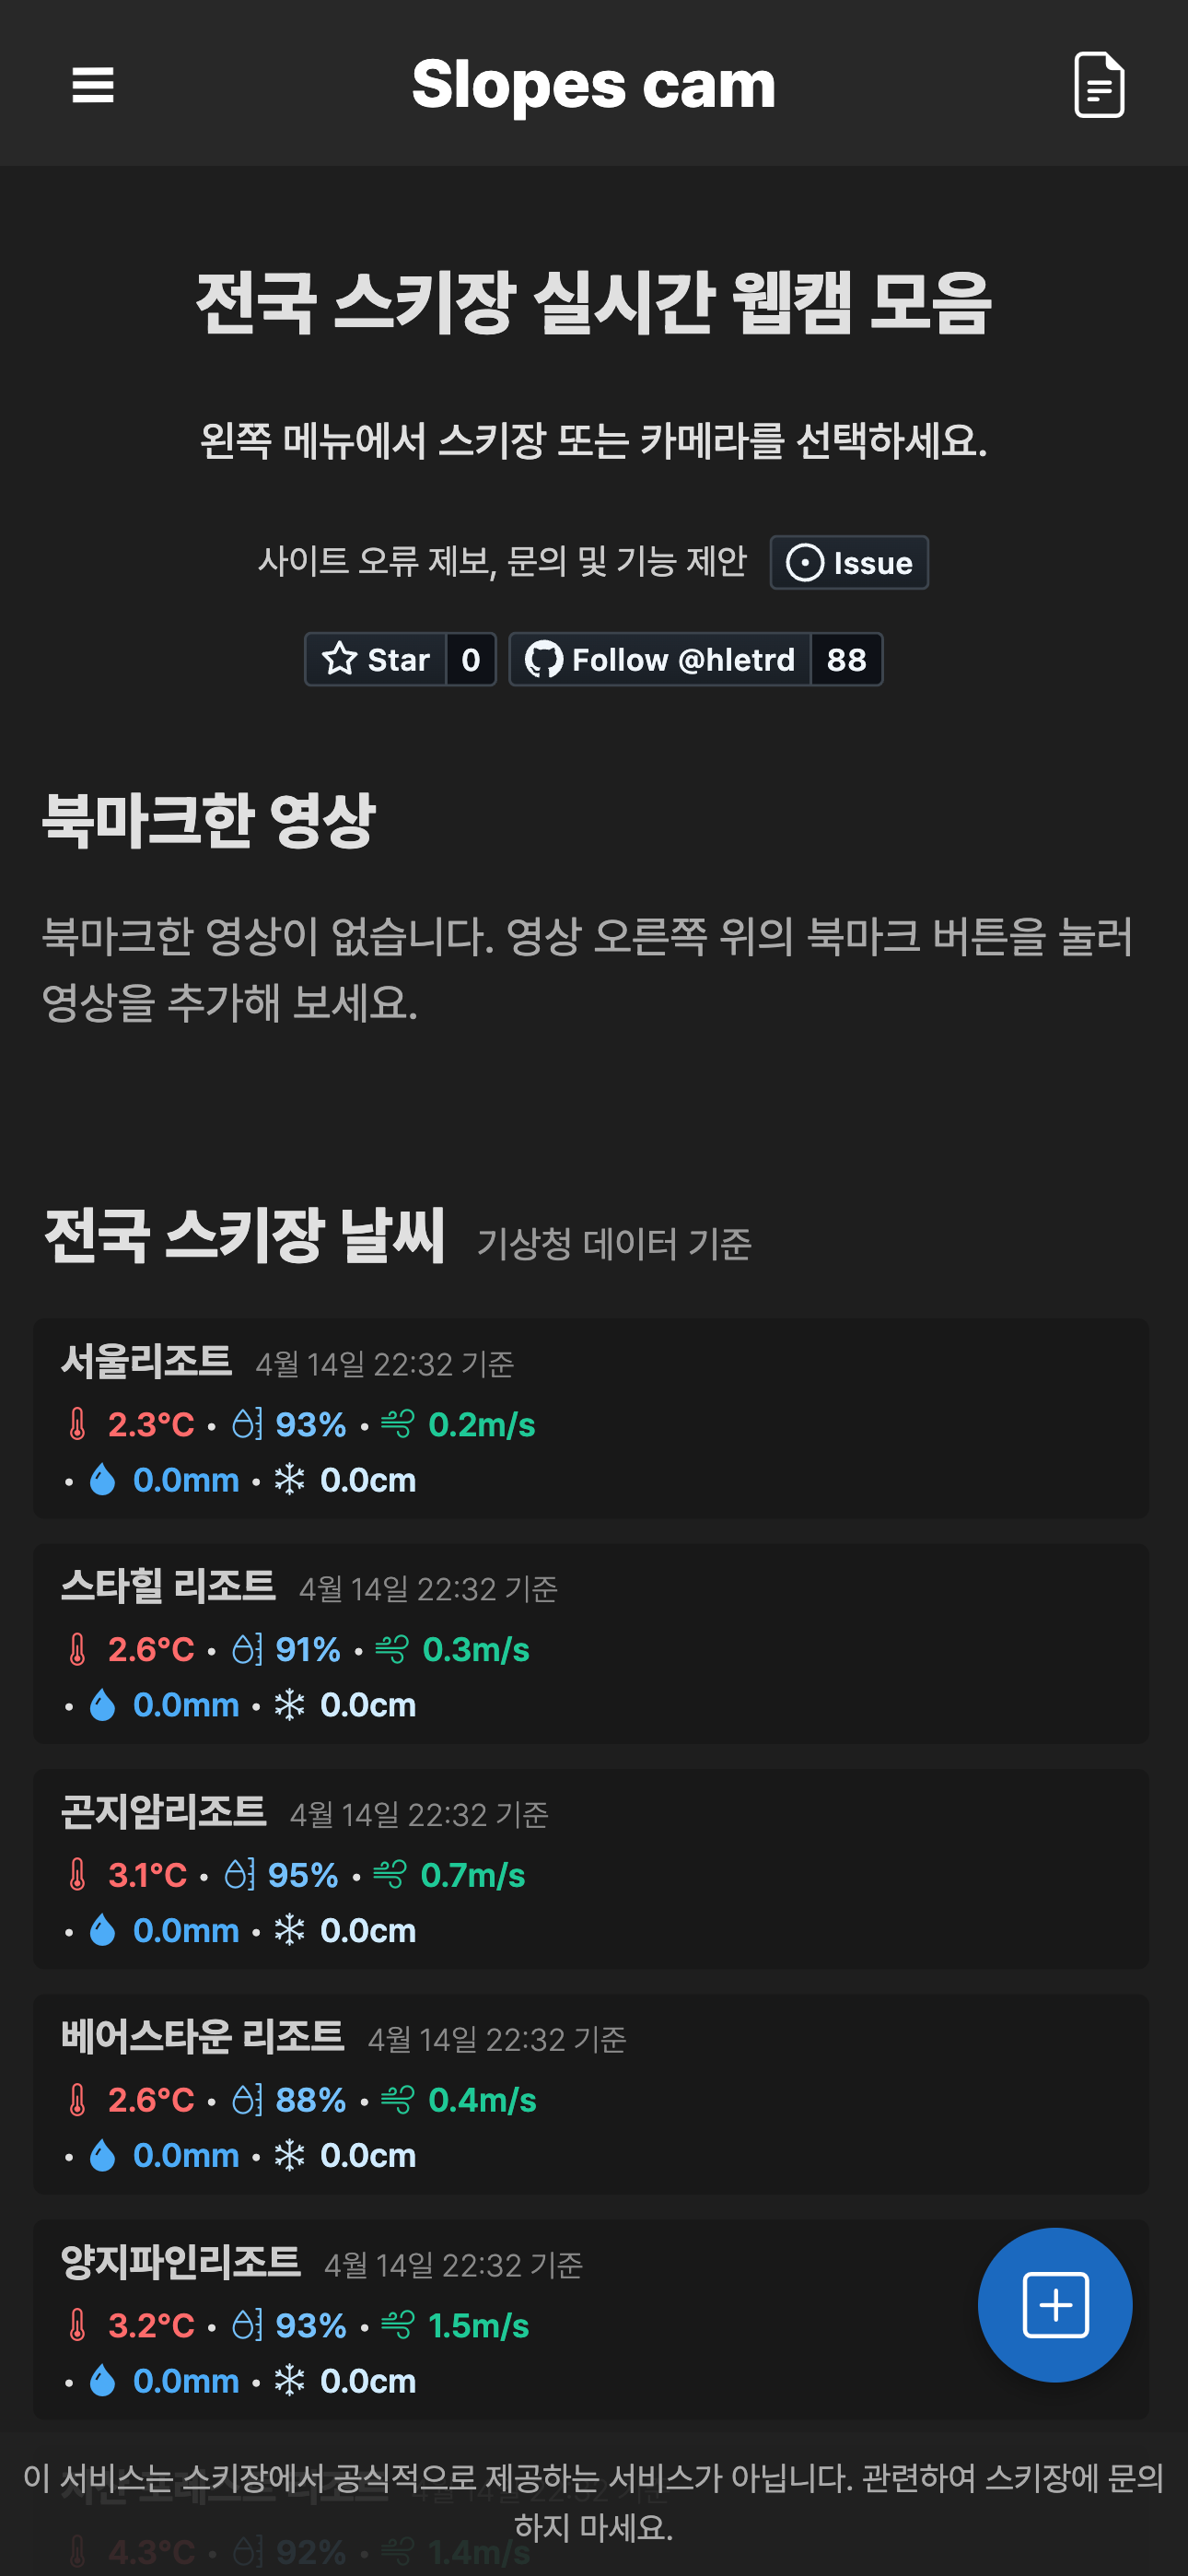 Slopes cam
전국 스키장 실시간 웹캠 모음
왼쪽 메뉴에서 스키장 또는 카메라를 선택하세요.
사이트 오류 제보, 문의 및 기능 제안 Issue
Star 0 Follow @hletrd 88
북마크한 영상
북마크한 영상이 없습니다. 영상 오른쪽 위의 북마크 버튼을 눌러
영상을 추가해 보세요.
전국 스키장 날씨 기상청 데이터 기준
서울리조트 4월 14일 22:32 기준
2.3°C • 93% • 0.2m/s
• 0.0mm • 0.0cm
스타힐 리조트 4월 14일 22:32 기준
2.6°C • 91% • 0.3m/s
• 0.0mm • 0.0cm
곤지암리조트 4월 14일 22:32 기준
3.1°C • 95% • 0.7m/s
• 0.0mm • 0.0cm
베어스타운 리조트 4월 14일 22:32 기준
2.6°C • 88% • 0.4m/s
• 0.0mm • 0.0cm
양지파인리조트 4월 14일 22:32 기준
3.2°C • 93% • 1.5m/s
• 0.0mm • 0.0cm
이 서비스는 스키장에서 공식적으로 제공하는 서비스가 아닙니다. 관련하여 스키장에 문의
하지 마세요.
4.3°C • 92% • 1.4m/s